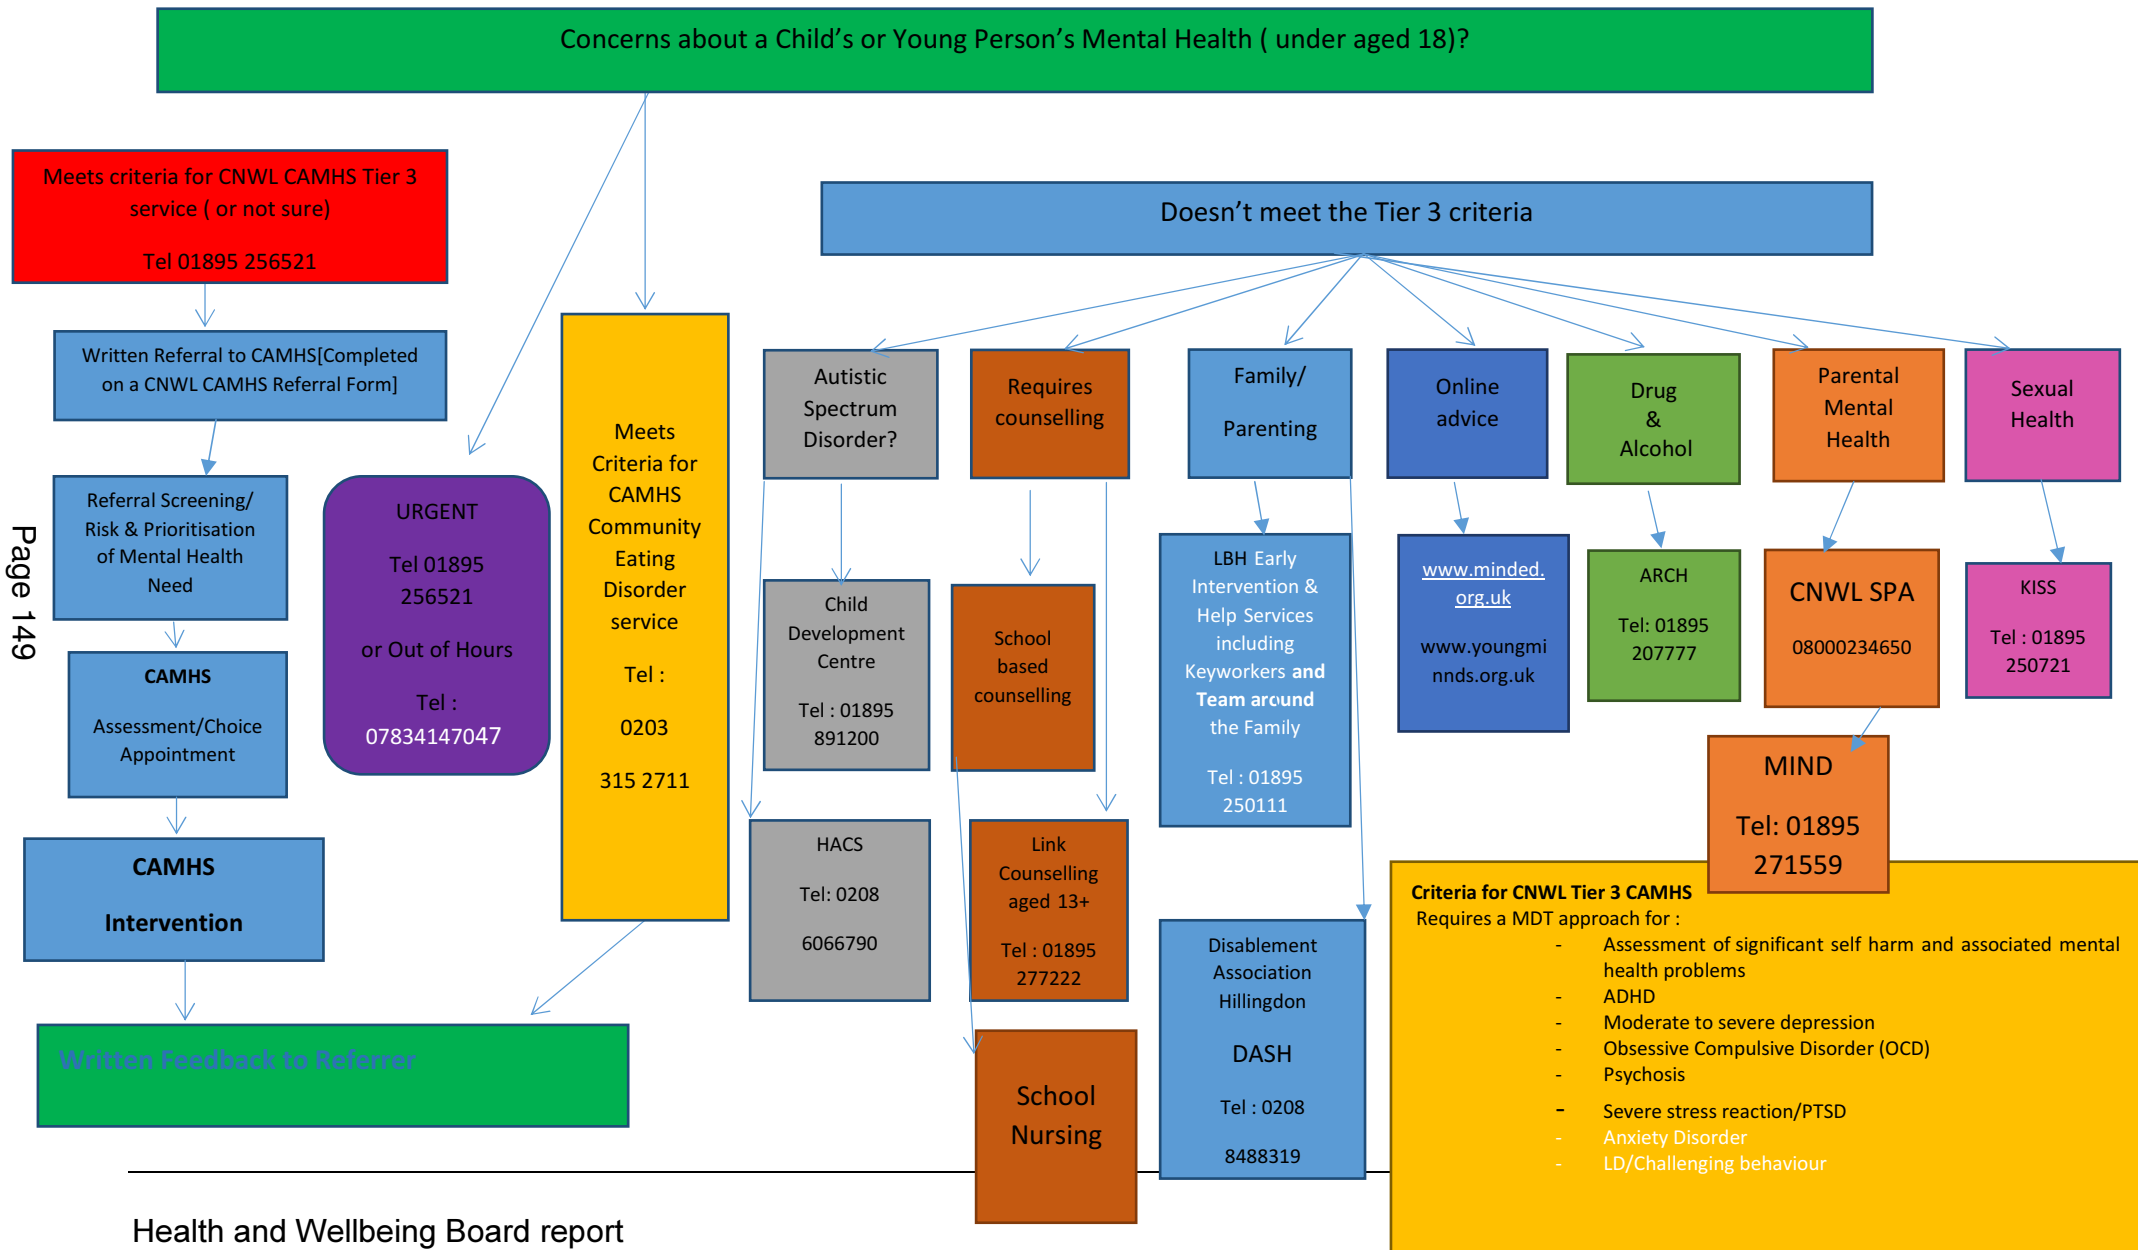 Concerns about a Child’s or Young Person’s Mental Health ( under aged 18)?
Meets criteria for CNWL CAMHS Tier 3
service ( or not sure)
Tel 01895 256521
Doesn’t meet the Tier 3 criteria
Written Referral to CAMHS[Completed
on a CNWL CAMHS Referral Form]
Referral Screening/
Risk & Prioritisation
of Mental Health
Need
CAMHS
Assessment/Choice
Appointment
CAMHS
Intervention
Written Feedback to Referrer
URGENT
Tel 01895
256521
or Out of Hours
Tel :
07834147047
Meets
Criteria for
CAMHS
Community
Eating
Disorder
service
Tel :
0203
315 2711
Autistic
Spectrum
Disorder?
Child
Development
Centre
Tel : 01895
891200
HACS
Tel: 0208
6066790
Requires
counselling
School
based
counselling
Link
Counselling
aged 13+
Tel : 01895
277222
School
Nursing
Family/
Parenting
LBH Early
Intervention &
Help Services
including
Keyworkers and
Team around
the Family
Tel : 01895
250111
Disablement
Association
Hillingdon
DASH
Tel : 0208
8488319
Online
advice
www.minded.
org.uk
www.youngmi
nnds.org.uk
Drug
&
Alcohol
ARCH
Tel: 01895
207777
Parental
Mental
Health
CNWL SPA
08000234650
MIND
Tel: 01895
271559
Sexual
Health
KISS
Tel : 01895
250721
Criteria for CNWL Tier 3 CAMHS
Requires a MDT approach for :
- Assessment of significant self harm and associated mental
health problems
- ADHD
- Moderate to severe depression
- Obsessive Compulsive Disorder (OCD)
- Psychosis
- Severe stress reaction/PTSD
- Anxiety Disorder
- LD/Challenging behaviour
Health and Wellbeing Board report
Page 149